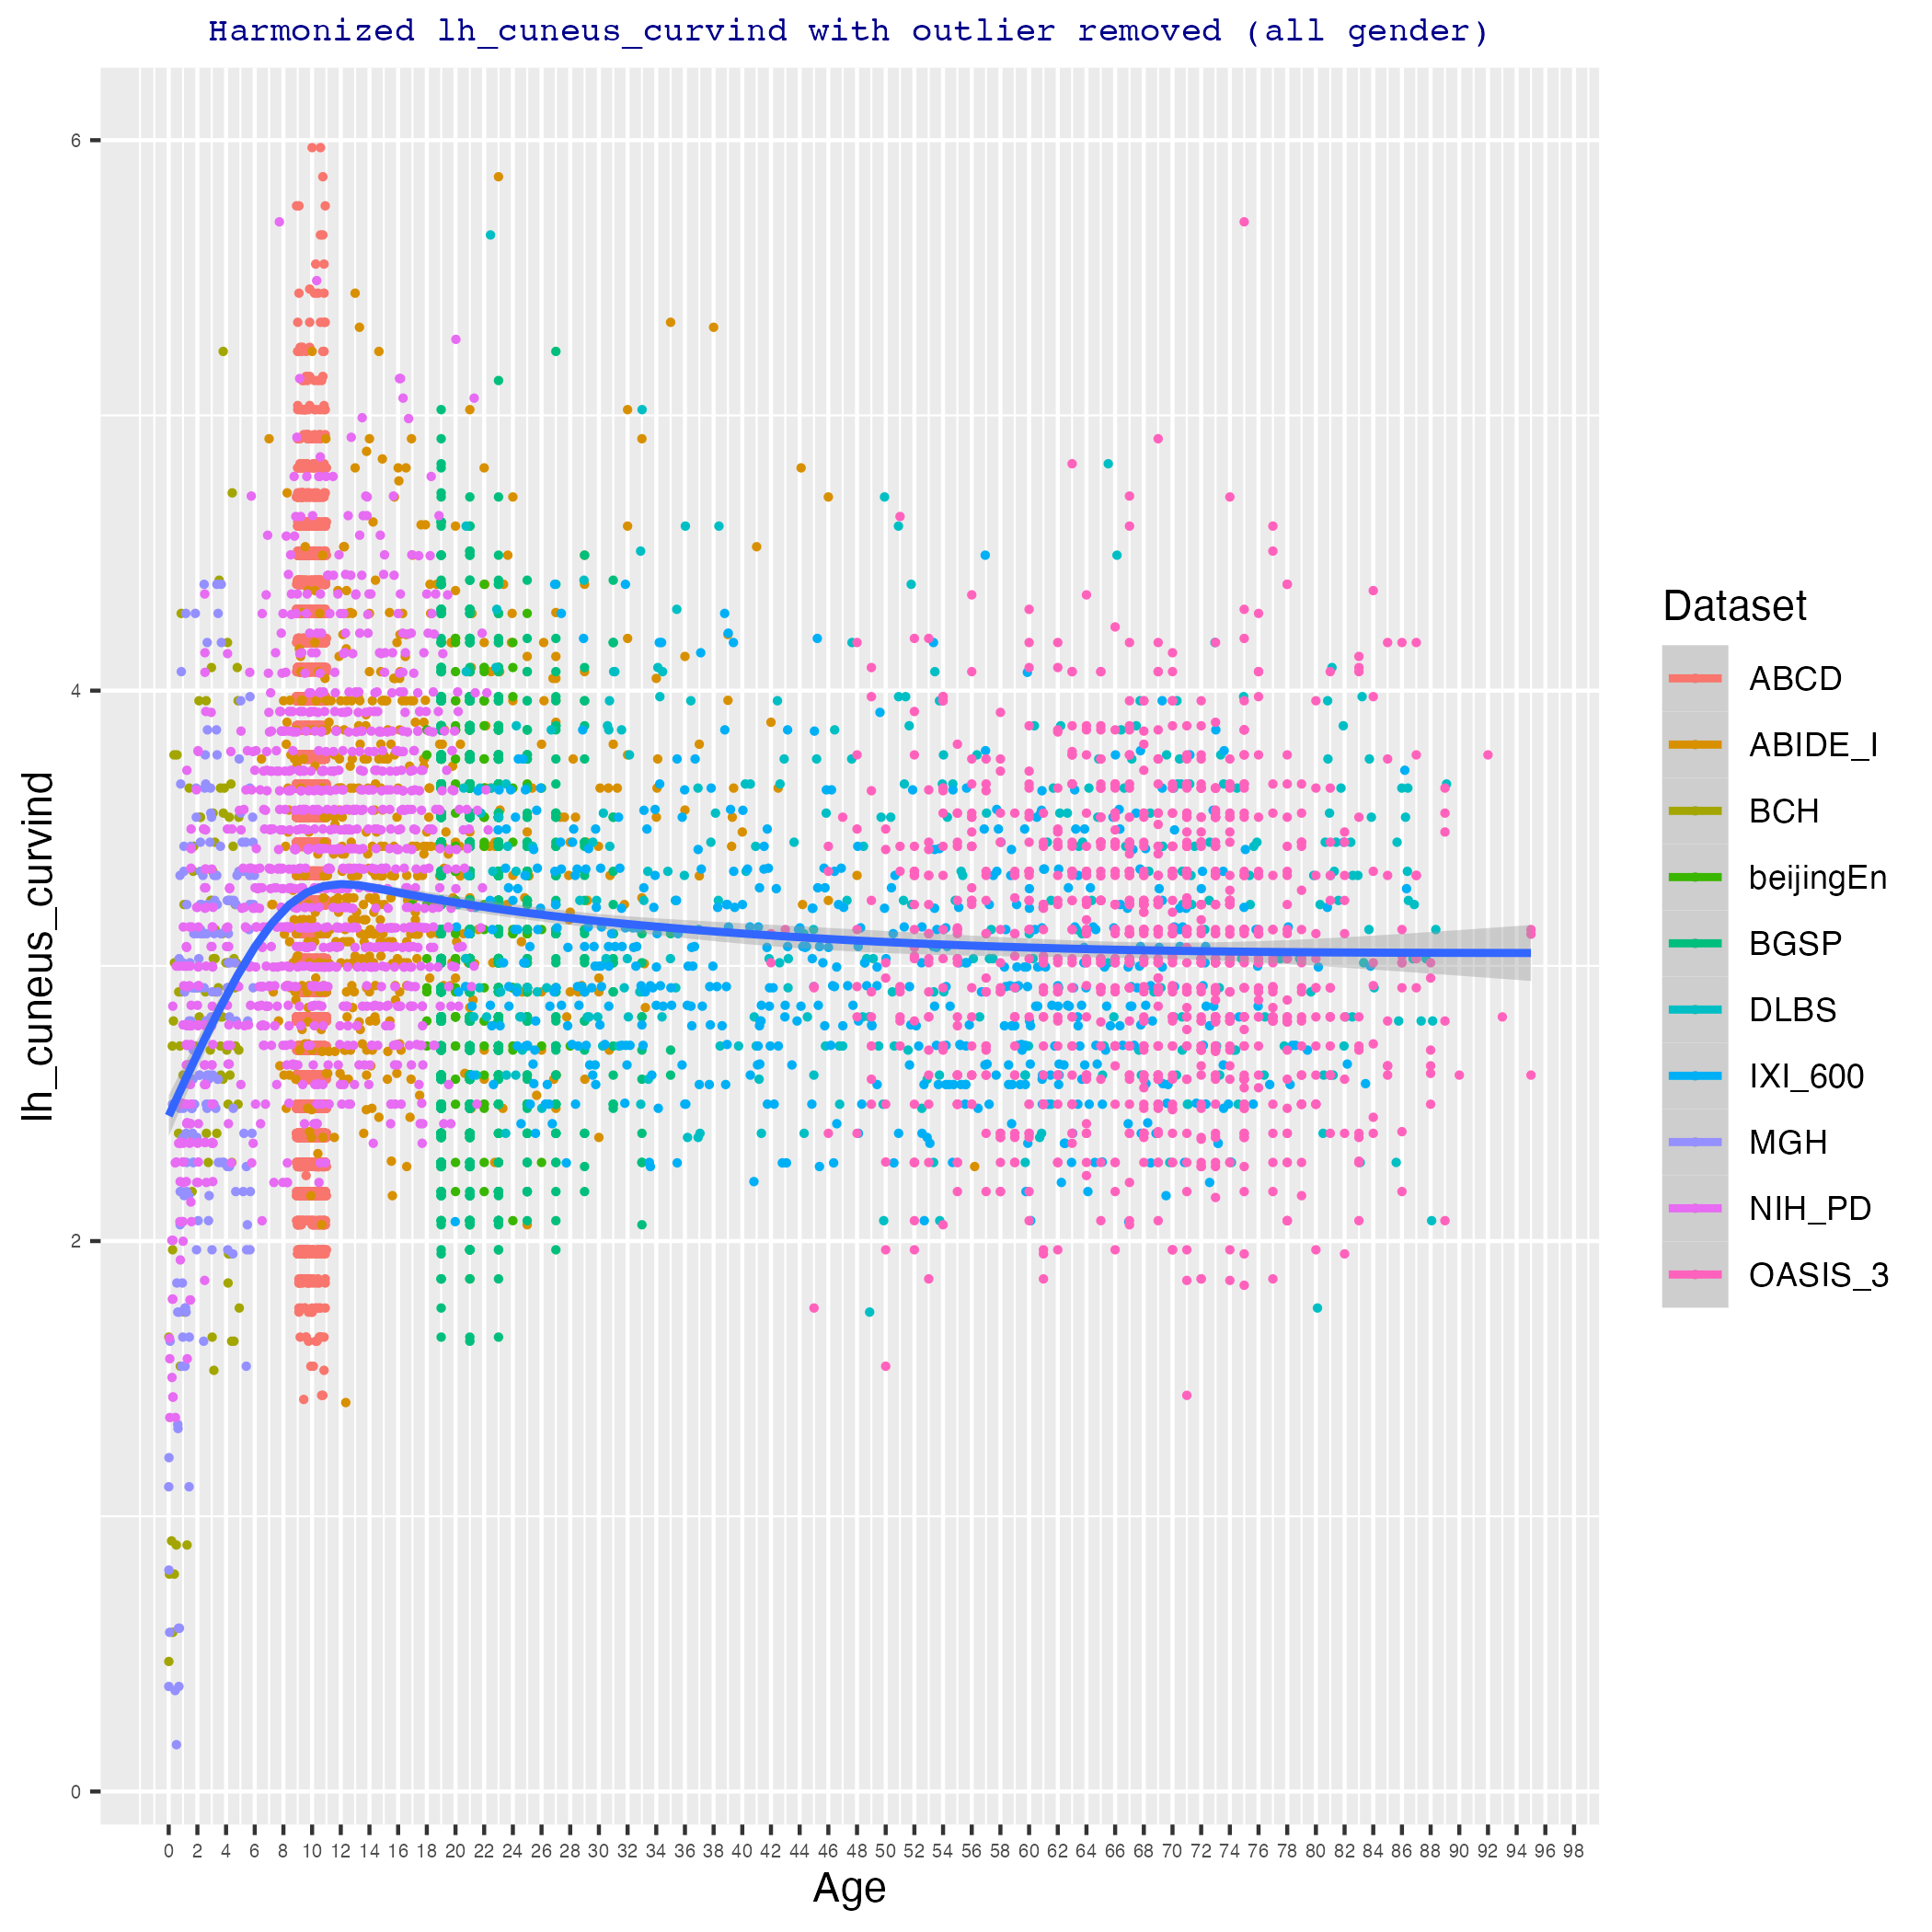 Harmonized lh_cuneus_curvind with outlier removed (all gender)
6
4
2
0
lh_cuneus_curvind
0 2 4 6 8 10 12 14 16 18 20 22 24 26 28 30 32 34 36 38 40 42 44 46 48 50 52 54 56 58 60 62 64 66 68 70 72 74 76 78 80 82 84 86 88 90 92 94 96 98
Age
Dataset
ABCD
ABIDE_I
BCH
beijingEn
BGSP
DLBS
IXI_600
MGH
NIH_PD
OASIS_3